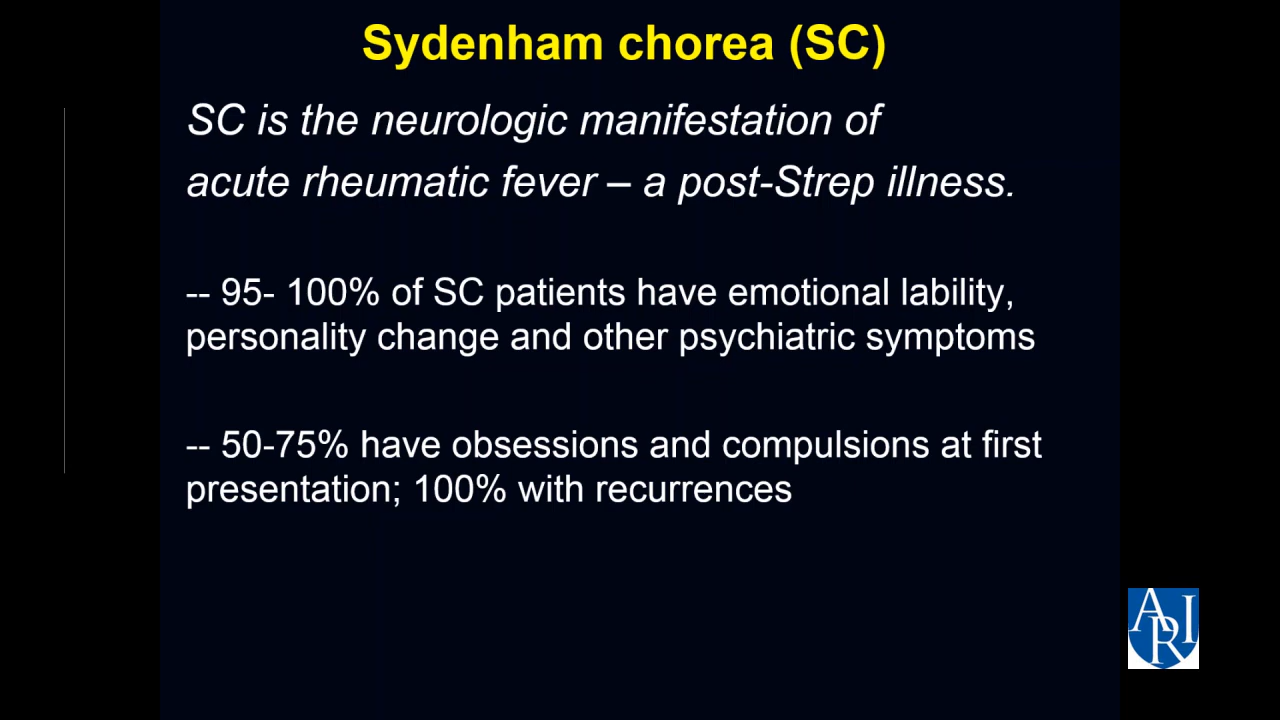 Sydenham chorea (SC)
SC is the neurologic manifestation of
acute rheumatic fever – a post-Strep illness.
-- 95- 100% of SC patients have emotional lability,
personality change and other psychiatric symptoms
-- 50-75% have obsessions and compulsions at first
presentation; 100% with recurrences
ARI